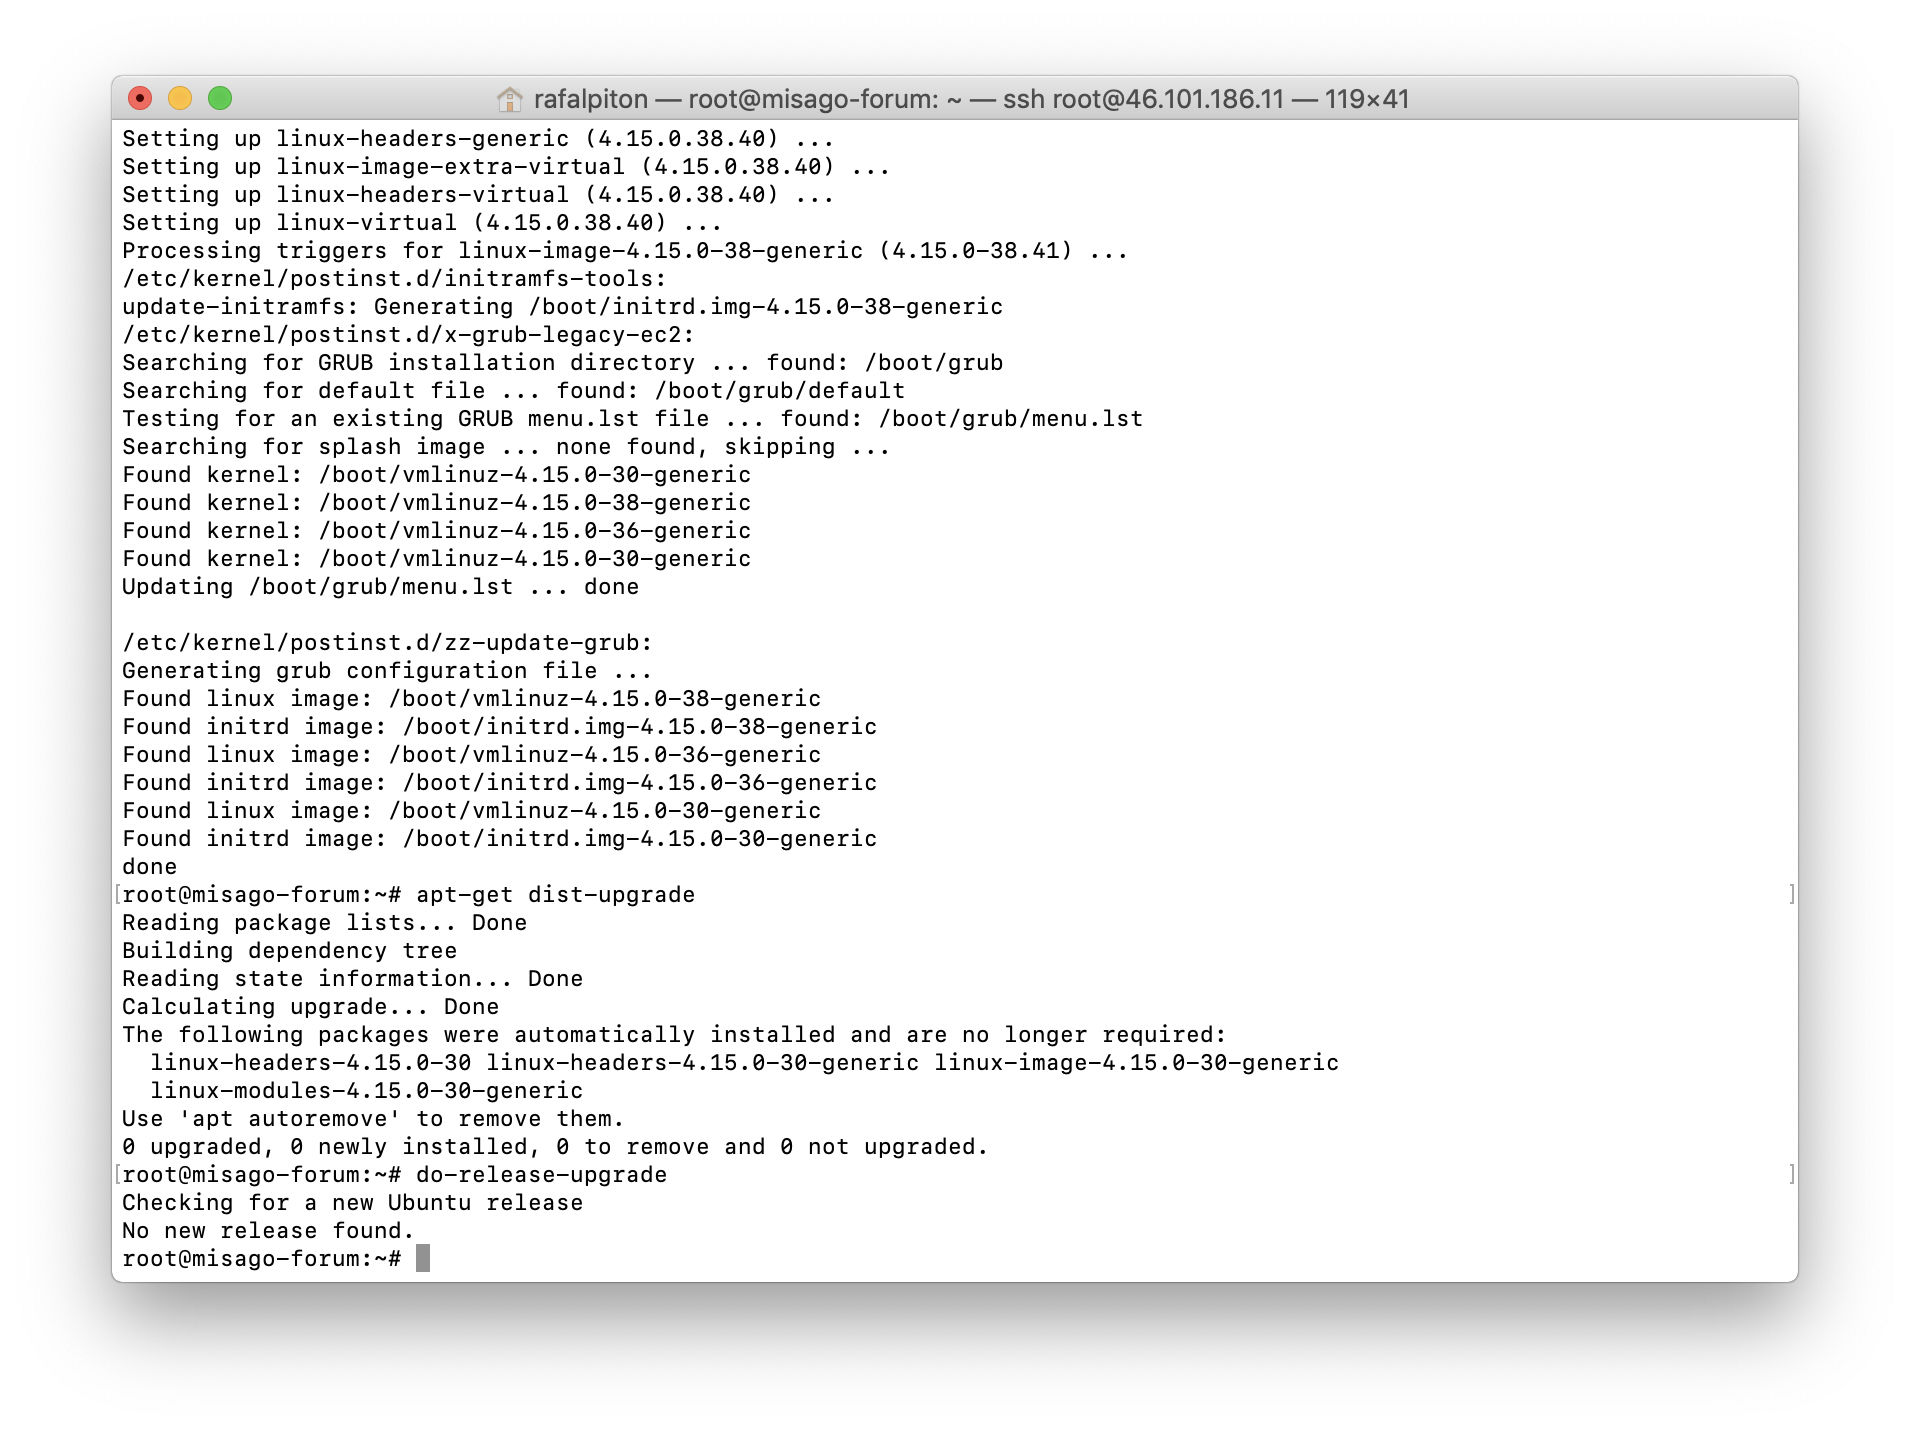 rafalpiton — root@misago-forum: ~ — ssh root@46.101.186.11 — 119×41
Setting up linux-headers-generic (4.15.0.38.40) ...
Setting up linux-image-extra-virtual (4.15.0.38.40) ...
Setting up linux-headers-virtual (4.15.0.38.40) ...
Setting up linux-virtual (4.15.0.38.40) ...
Processing triggers for linux-image-4.15.0-38-generic (4.15.0-38.41) ...
/etc/kernel/postinst.d/initramfs-tools:
update-initramfs: Generating /boot/initrd.img-4.15.0-38-generic
/etc/kernel/postinst.d/x-grub-legacy-ec2:
Searching for GRUB installation directory ... found: /boot/grub
Searching for default file ... found: /boot/grub/default
Testing for an existing GRUB menu.lst file ... found: /boot/grub/menu.lst
Searching for splash image ... none found, skipping ...
Found kernel: /boot/vmlinuz-4.15.0-30-generic
Found kernel: /boot/vmlinuz-4.15.0-38-generic
Found kernel: /boot/vmlinuz-4.15.0-36-generic
Found kernel: /boot/vmlinuz-4.15.0-30-generic
Updating /boot/grub/menu.lst ... done
/etc/kernel/postinst.d/zz-update-grub:
Generating grub configuration file ...
Found linux image: /boot/vmlinuz-4.15.0-38-generic
Found initrd image: /boot/initrd.img-4.15.0-38-generic
Found linux image: /boot/vmlinuz-4.15.0-36-generic
Found initrd image: /boot/initrd.img-4.15.0-36-generic
Found linux image: /boot/vmlinuz-4.15.0-30-generic
Found initrd image: /boot/initrd.img-4.15.0-30-generic
done
[root@misago-forum:~# apt-get dist-upgrade ]
Reading package lists... Done
Building dependency tree
Reading state information... Done
Calculating upgrade... Done
The following packages were automatically installed and are no longer required:
  linux-headers-4.15.0-30 linux-headers-4.15.0-30-generic linux-image-4.15.0-30-generic
  linux-modules-4.15.0-30-generic
Use 'apt autoremove' to remove them.
0 upgraded, 0 newly installed, 0 to remove and 0 not upgraded.
[root@misago-forum:~# do-release-upgrade ]
Checking for a new Ubuntu release
No new release found.
root@misago-forum:~#